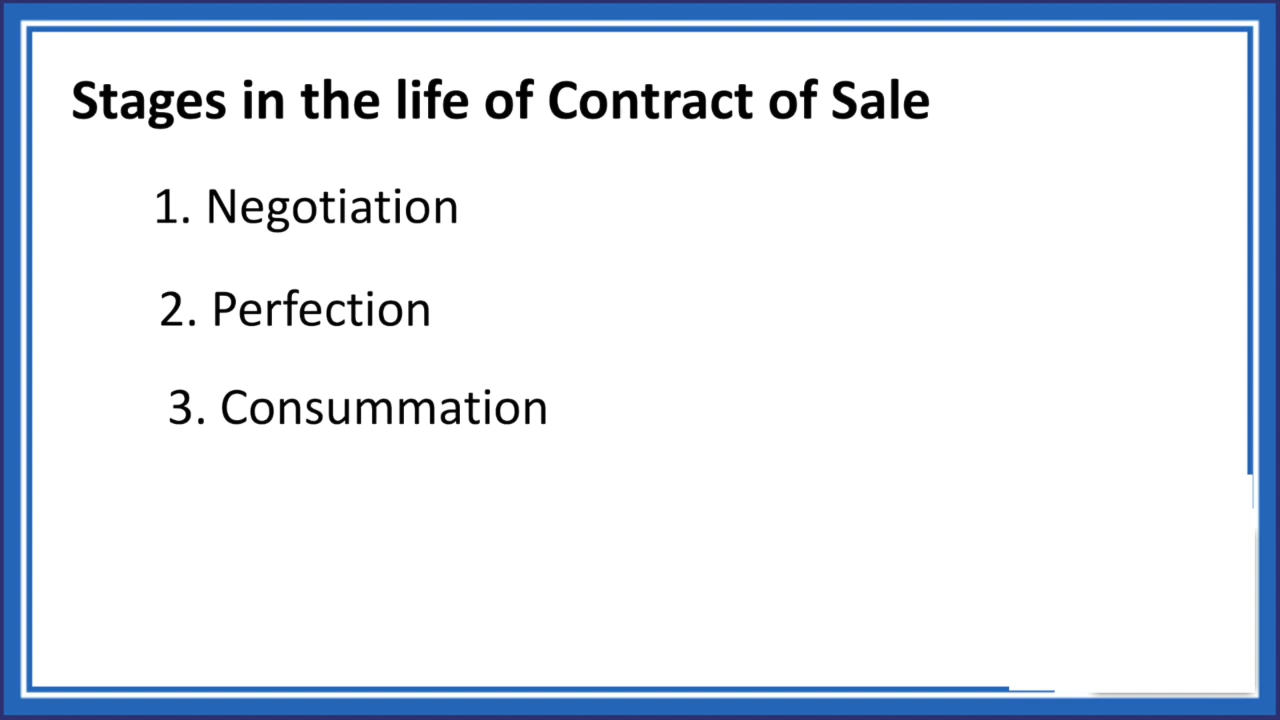 Stages in the life of Contract of Sale
1. Negotiation
2. Perfection
3. Consummation